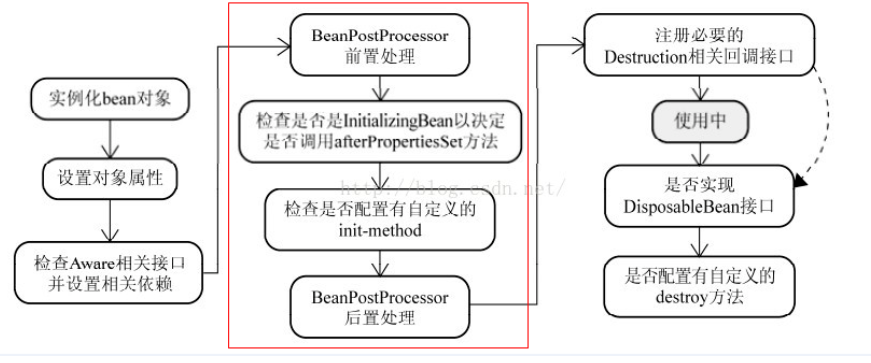 实例化bean对象
设置对象属性
检查Aware相关接口
并设置相关依赖
BeanPostProcessor
前置处理
检查是否是InitializingBean以决定
是否调用afterPropertiesSet方法
http://blog.csdn.net/
检查是否配置有自定义的
init-method
BeanPostProcessor
后置处理
注册必要的
Destruction相关回调接口
使用中
是否实现
DisposableBean接口
是否配置有自定义的
destroy方法